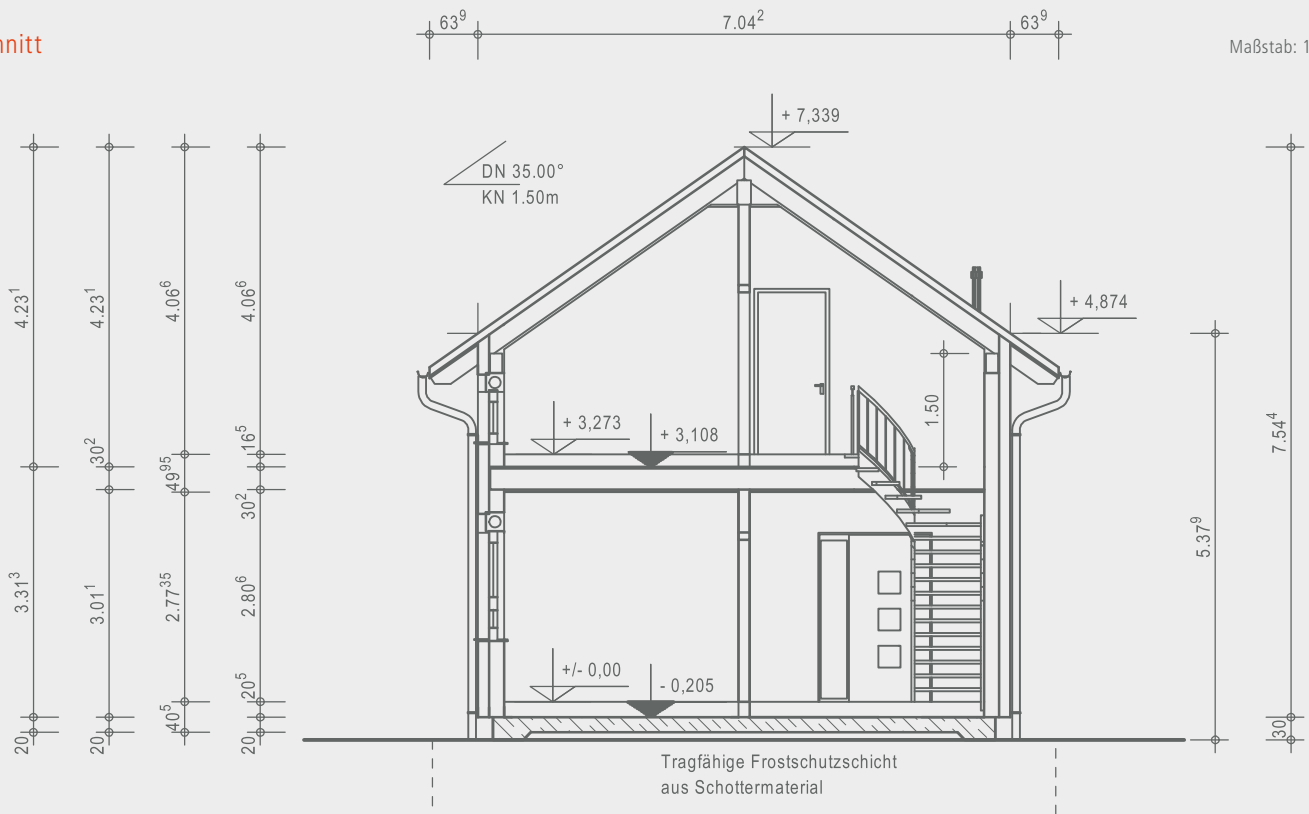 63⁹ 7.04² 63⁹
hnitt
Maßstab: 1
+ 7,339
DN 35.00°
KN 1.50m
4.23¹ 4.23¹ 4.06⁶ 4.06⁶
+ 4,874
1.50
+ 3,273
+ 3,108
30² 49⁹⁵ 16⁵
30²
7.54⁴
5.37⁹
3.31³ 3.01¹ 2.77³⁵ 2.80⁶
+/- 0,00
- 0,205
20 20 40⁵ 20⁵
20
30
Tragfähige Frostschutzschicht
aus Schottermaterial